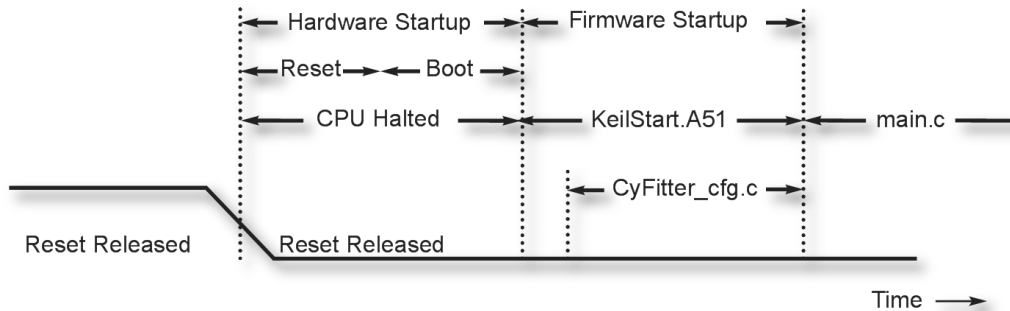 Hardware Startup
Firmware Startup
Reset
Boot
CPU Halted
KeilStart.A51
main.c
CyFitter_cfg.c
Reset Released
Reset Released
Time